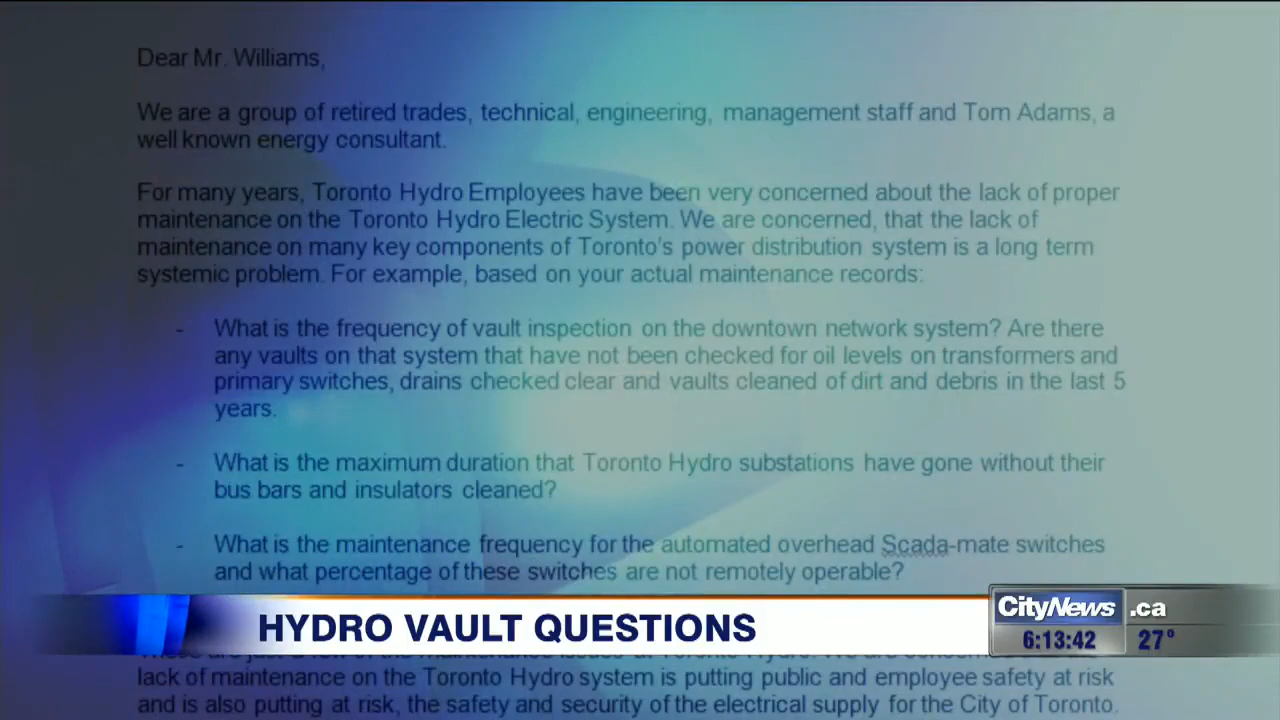 Dear Mr. Williams,
We are a group of retired trades, technical, engineering, management staff and Tom Adams, a
well known energy consultant.
For many years, Toronto Hydro Employees have been very concerned about the lack of proper
maintenance on the Toronto Hydro Electric System. We are concerned, that the lack of
maintenance on many key components of Toronto's power distribution system is a long term
systemic problem. For example, based on your actual maintenance records:
- What is the frequency of vault inspection on the downtown network system? Are there
any vaults on that system that have not been checked for oil levels on transformers and
primary switches, drains checked clear and vaults cleaned of dirt and debris in the last 5
years.
- What is the maximum duration that Toronto Hydro substations have gone without their
bus bars and insulators cleaned?
- What is the maintenance frequency for the automated overhead Scada-mate switches
and what percentage of these switches are not remotely operable?
HYDRO VAULT QUESTIONS
CityNews .ca
6:13:42 27°
lack of maintenance on the Toronto Hydro system is putting public and employee safety at risk
and is also putting at risk, the safety and security of the electrical supply for the City of Toronto.